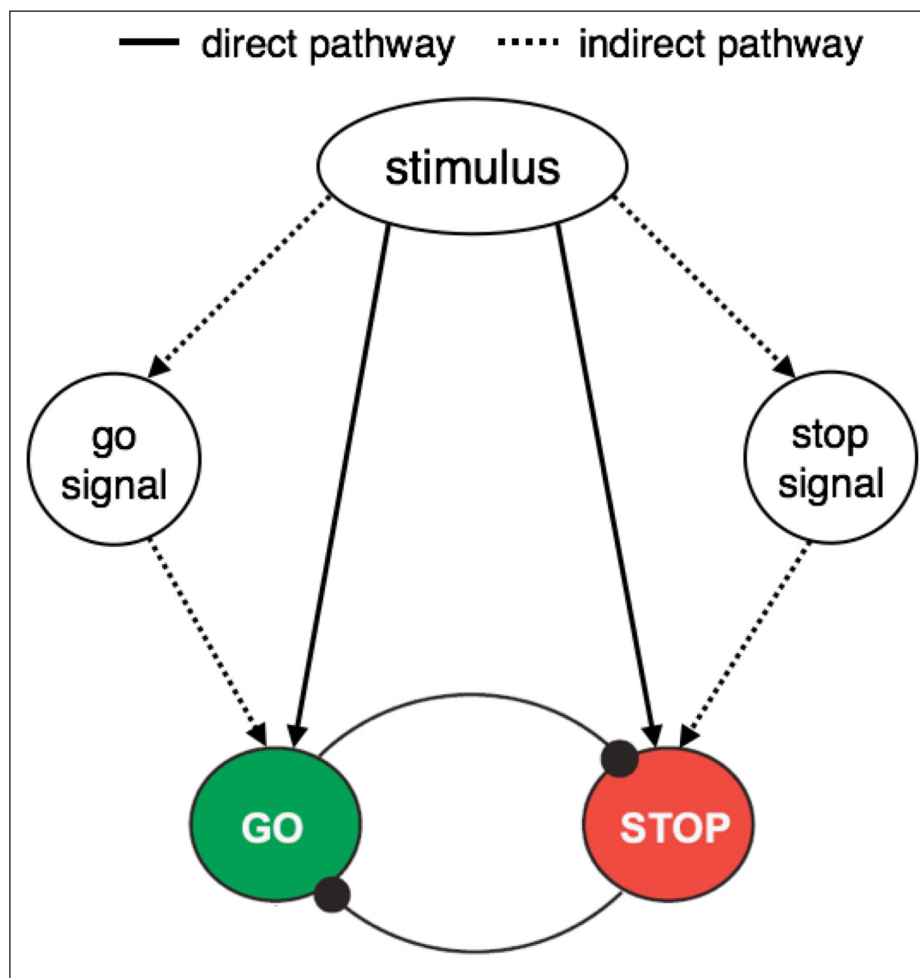 direct pathway indirect pathway
stimulus
go
signal
stop
signal
GO
STOP